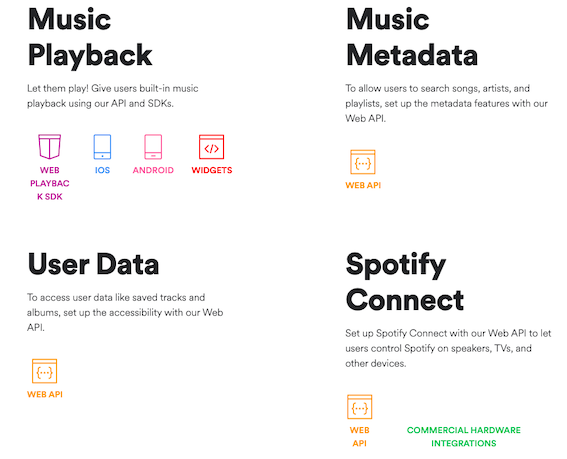 Music
Playback
Let them play! Give users built-in music
playback using our API and SDKs.
WEB
PLAYBAC
K SDK
IOS
ANDROID
WIDGETS
Music
Metadata
To allow users to search songs, artists, and
playlists, set up the metadata features with our
Web API.
WEB API
User Data
To access user data like saved tracks and
albums, set up the accessibility with our Web
API.
WEB API
Spotify
Connect
Set up Spotify Connect with our Web API to let
users control Spotify on speakers, TVs, and
other devices.
WEB
API
COMMERCIAL HARDWARE
INTEGRATIONS